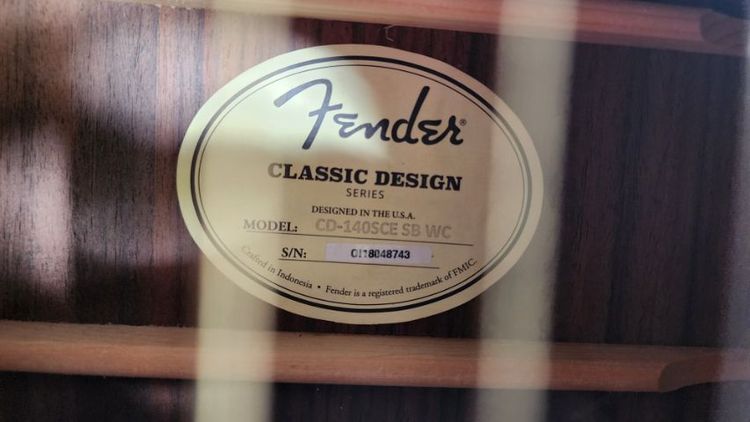 Fender®
CLASSIC DESIGN
SERIES
DESIGNED IN THE U.S.A.
MODEL: CD-140SCE SB WC
S/N: OI18048743
Crafted in Indonesia • Fender is a registered trademark of FMIC.